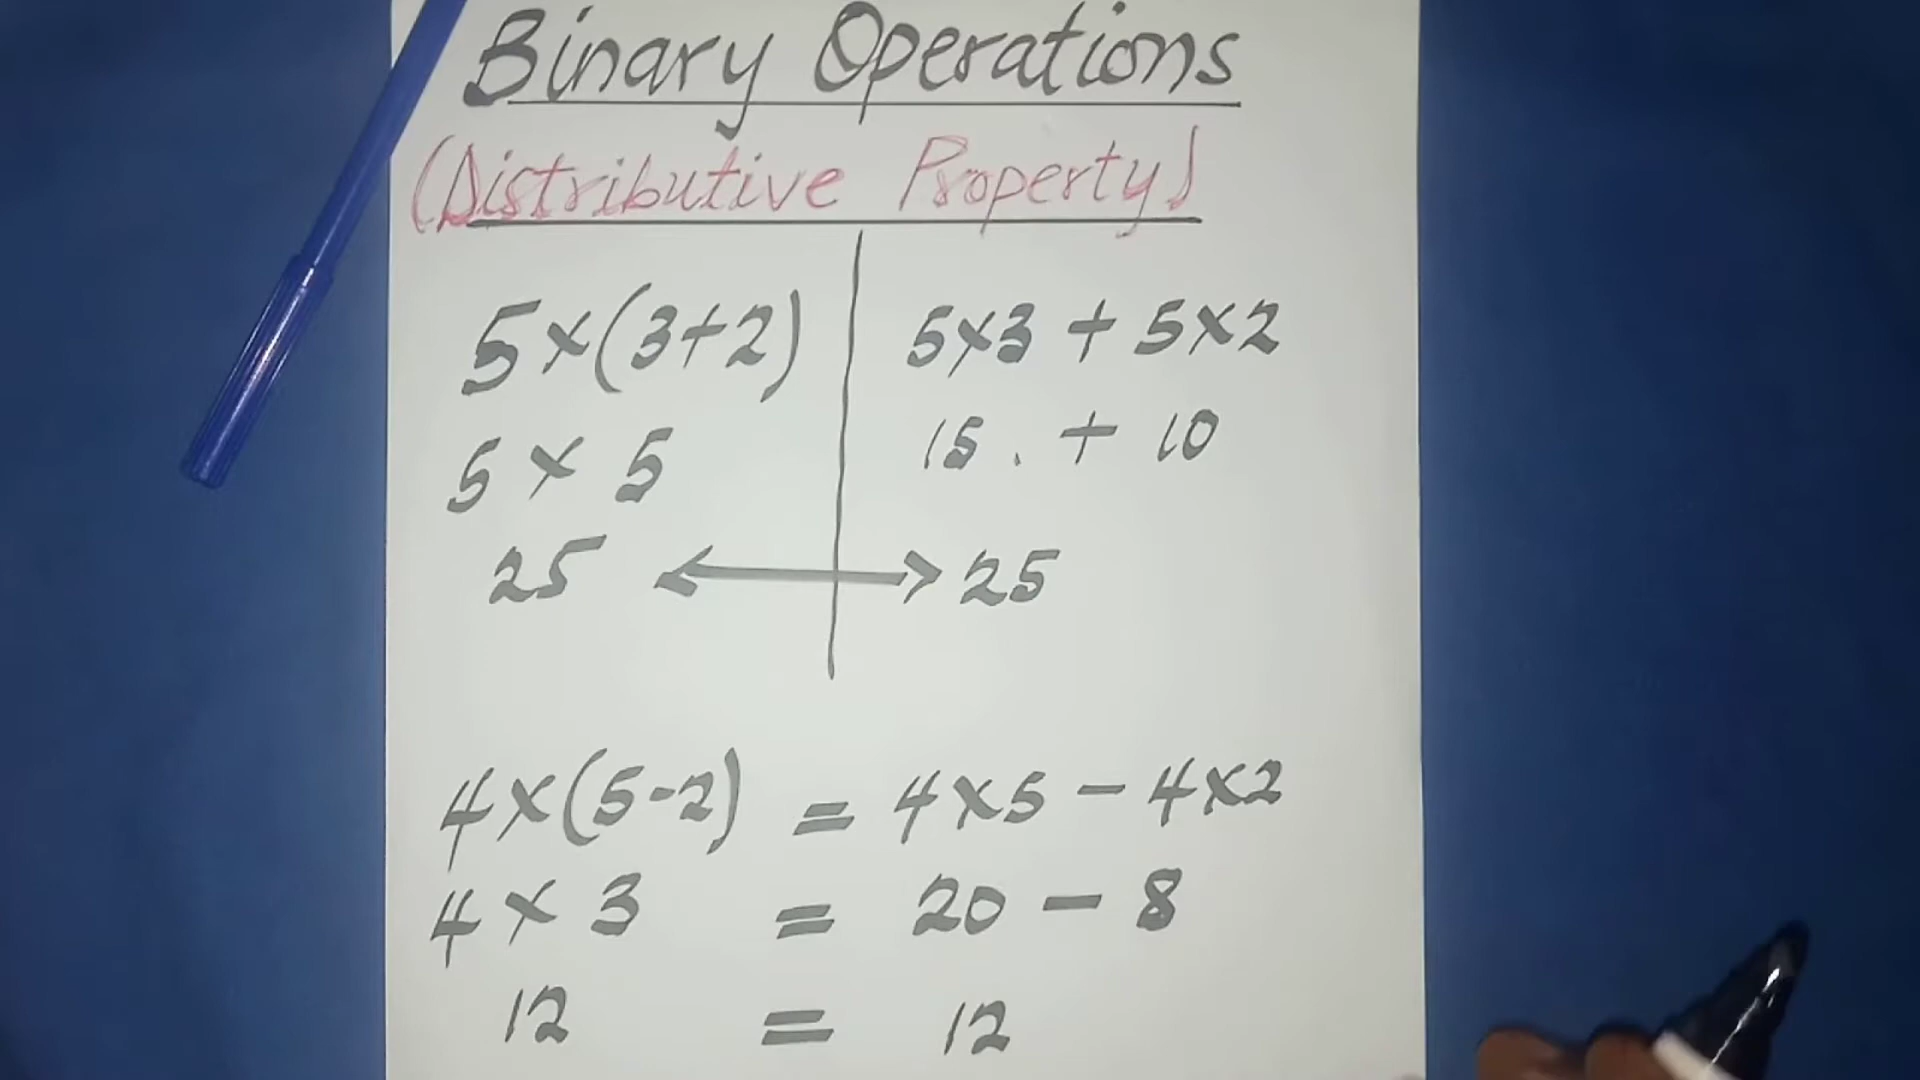 Binary Operations
(Distributive Property)
5×(3+2) 5×3 + 5×2
5 × 5 15 . + 10
25 ⟷ 25
4×(5-2) = 4×5 - 4×2
4 × 3 = 20 - 8
12 = 12